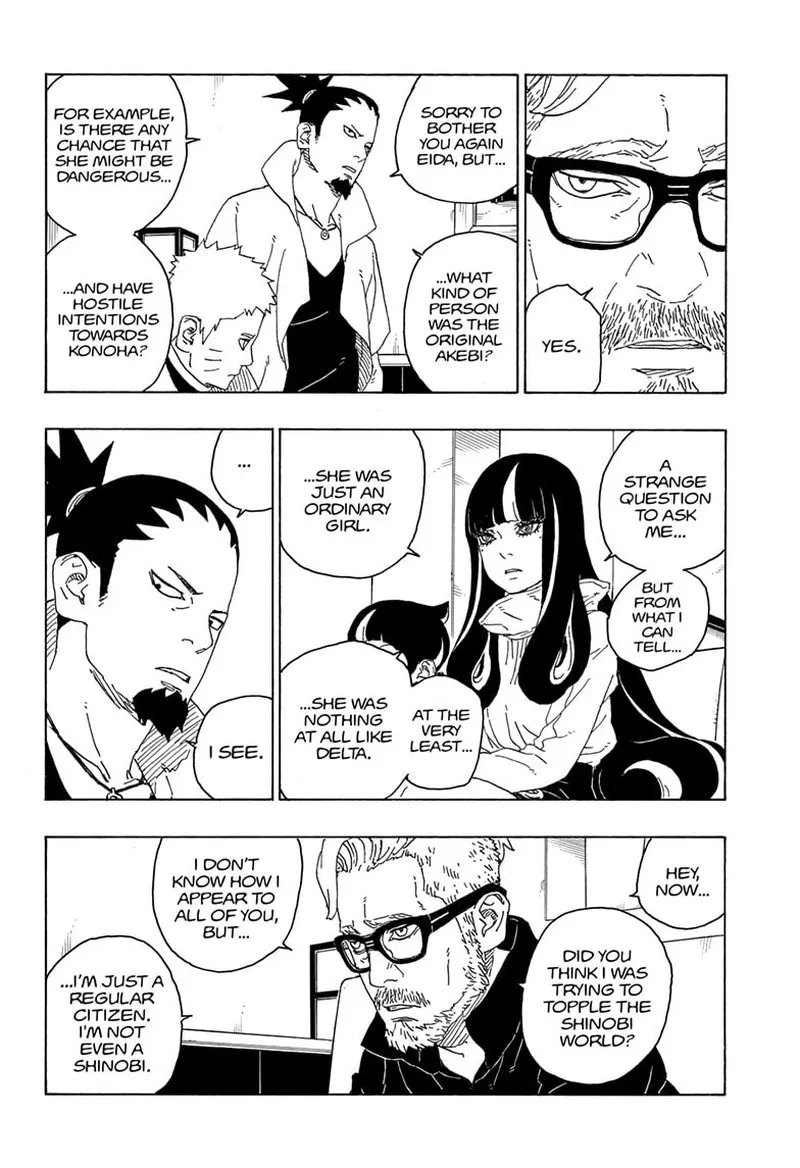 YES.
SORRY TO
BOTHER
YOU AGAIN
EIDA, BUT...
...WHAT
KIND OF
PERSON
WAS THE
ORIGINAL
AKEBI?
FOR EXAMPLE,
IS THERE ANY
CHANCE THAT
SHE MIGHT BE
DANGEROUS...
...AND HAVE
HOSTILE
INTENTIONS
TOWARDS
KONOHA?
A
STRANGE
QUESTION
TO ASK
ME...
BUT
FROM
WHAT I
CAN
TELL...
...SHE WAS
JUST AN
ORDINARY
GIRL.
AT THE
VERY
LEAST...
...SHE WAS
NOTHING
AT ALL LIKE
DELTA.
...
I SEE.
HEY,
NOW...
DID YOU
THINK I WAS
TRYING TO
TOPPLE THE
SHINOBI
WORLD?
I DON'T
KNOW HOW I
APPEAR TO
ALL OF YOU,
BUT...
...I'M JUST A
REGULAR
CITIZEN.
I'M NOT
EVEN A
SHINOBI.